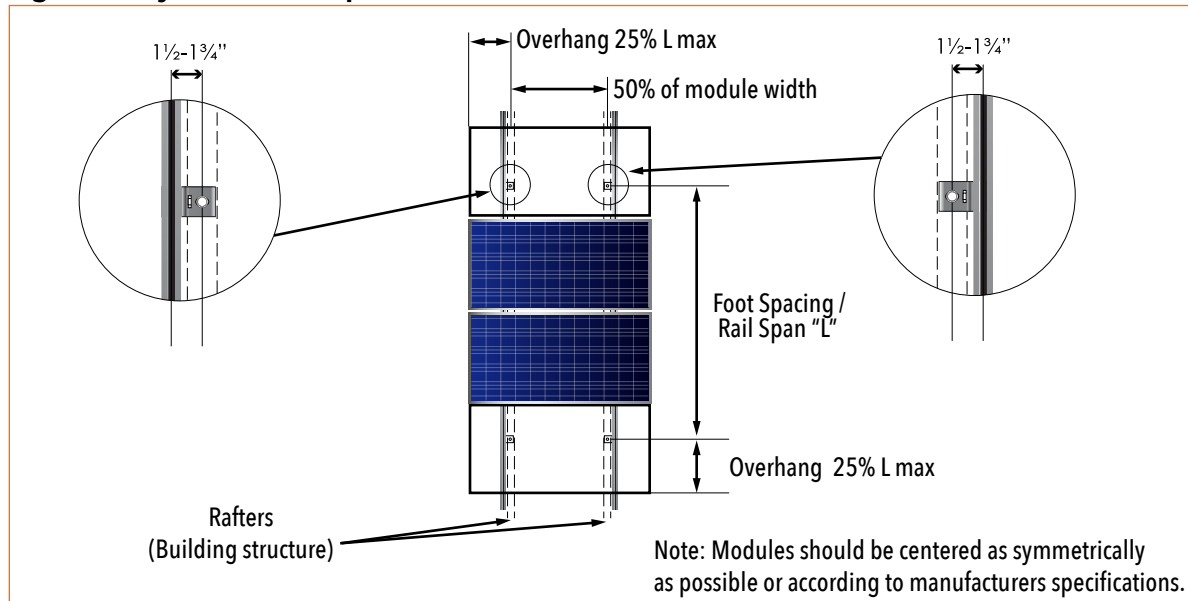 1½-1¾”
Overhang 25% L max
50% of module width
1½-1¾”
Foot Spacing /
Rail Span “L”
Overhang 25% L max
Rafters
(Building structure)
Note: Modules should be centered as symmetrically
as possible or according to manufacturers specifications.